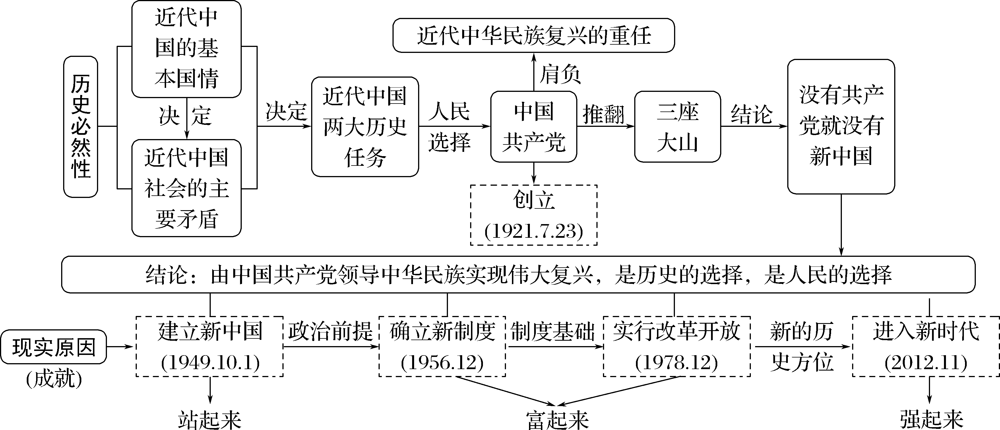 历史必然性
近代中
国的基
本国情
决定
近代中国
社会的主
要矛盾
决定
近代中国
两大历史
任务
人民
选择
近代中华民族复兴的重任
肩负
中国
共产党
创立
(1921.7.23)
推翻
三座
大山
结论
没有共产
党就没有
新中国
结论：由中国共产党领导中华民族实现伟大复兴，是历史的选择，是人民的选择
现实原因
(成就)
建立新中国
(1949.10.1)
政治前提
确立新制度
(1956.12)
制度基础
实行改革开放
(1978.12)
新的历
史方位
进入新时代
(2012.11)
站起来
富起来
强起来